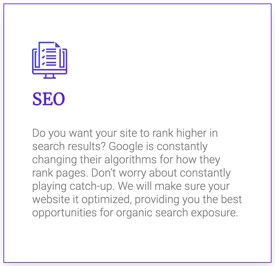 SEO
Do you want your site to rank higher in
search results? Google is constantly
changing their algorithms for how they
rank pages. Don't worry about constantly
playing catch-up. We will make sure your
website it optimized, providing you the best
opportunities for organic search exposure.